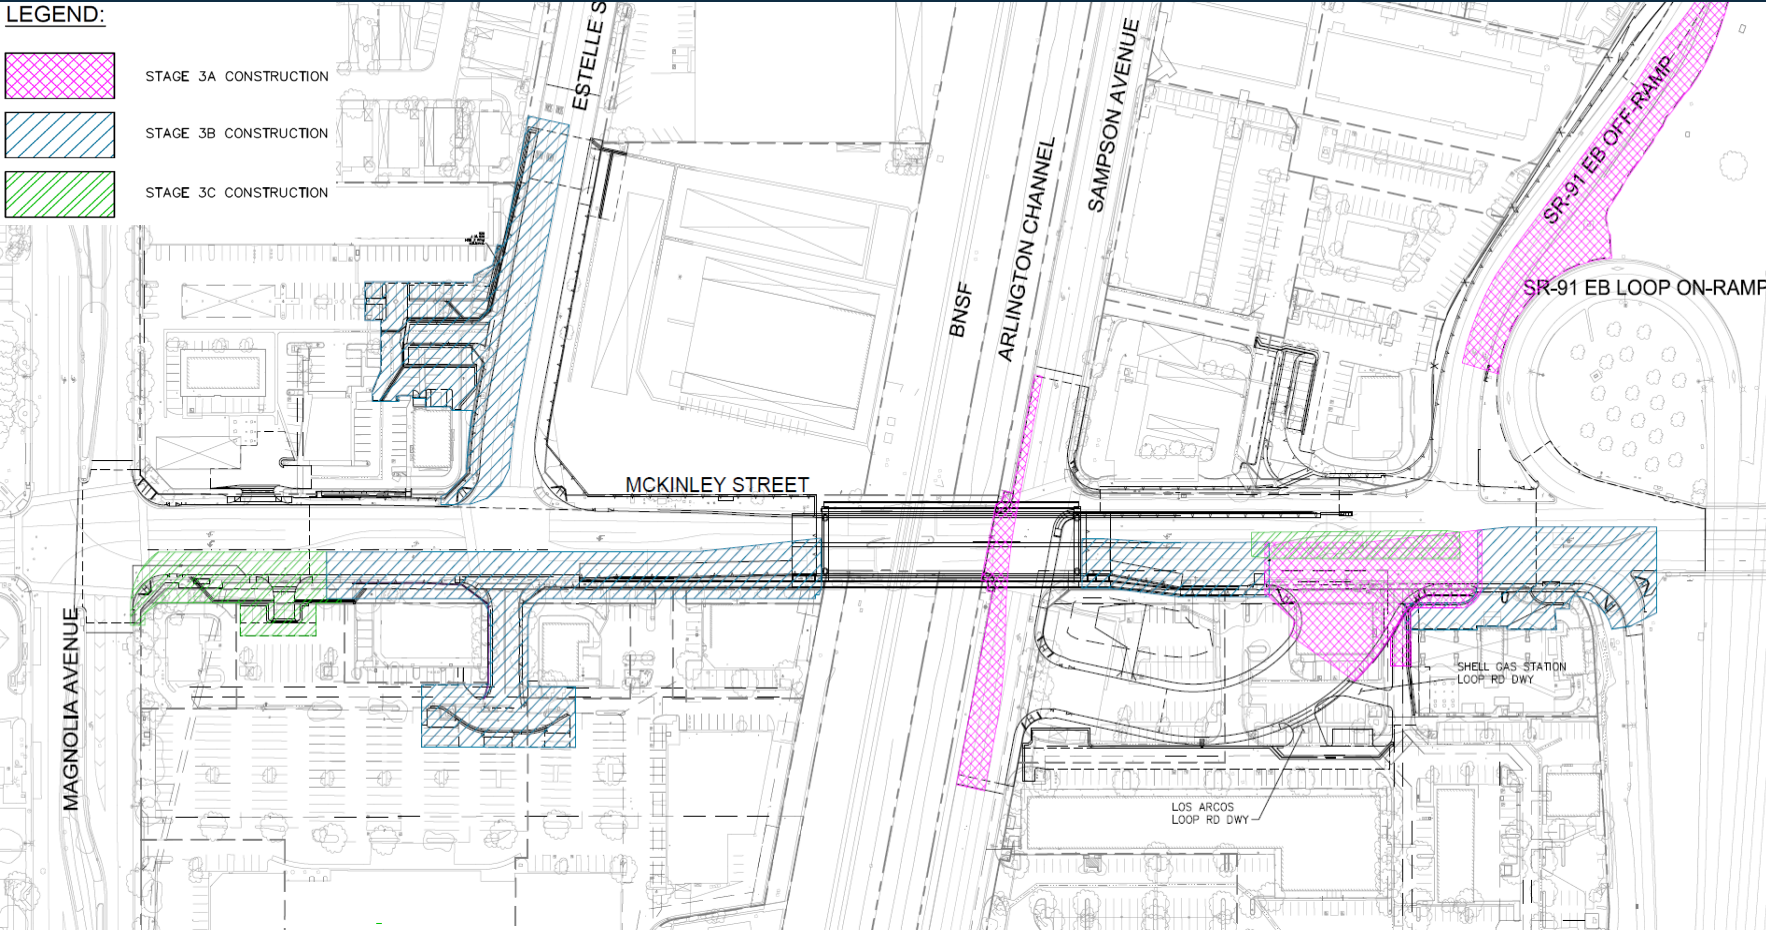 LEGEND:
STAGE 3A CONSTRUCTION
STAGE 3B CONSTRUCTION
STAGE 3C CONSTRUCTION
ESTELLE S
SAMPSON AVENUE
ARLINGTON CHANNEL
BNSF
SR-91 EB OFF-RAMP
SR-91 EB LOOP ON-RAMP
MCKINLEY STREET
MAGNOLIA AVENUE
SHELL GAS STATION
LOOP RD DWY
LOS ARCOS
LOOP RD DWY